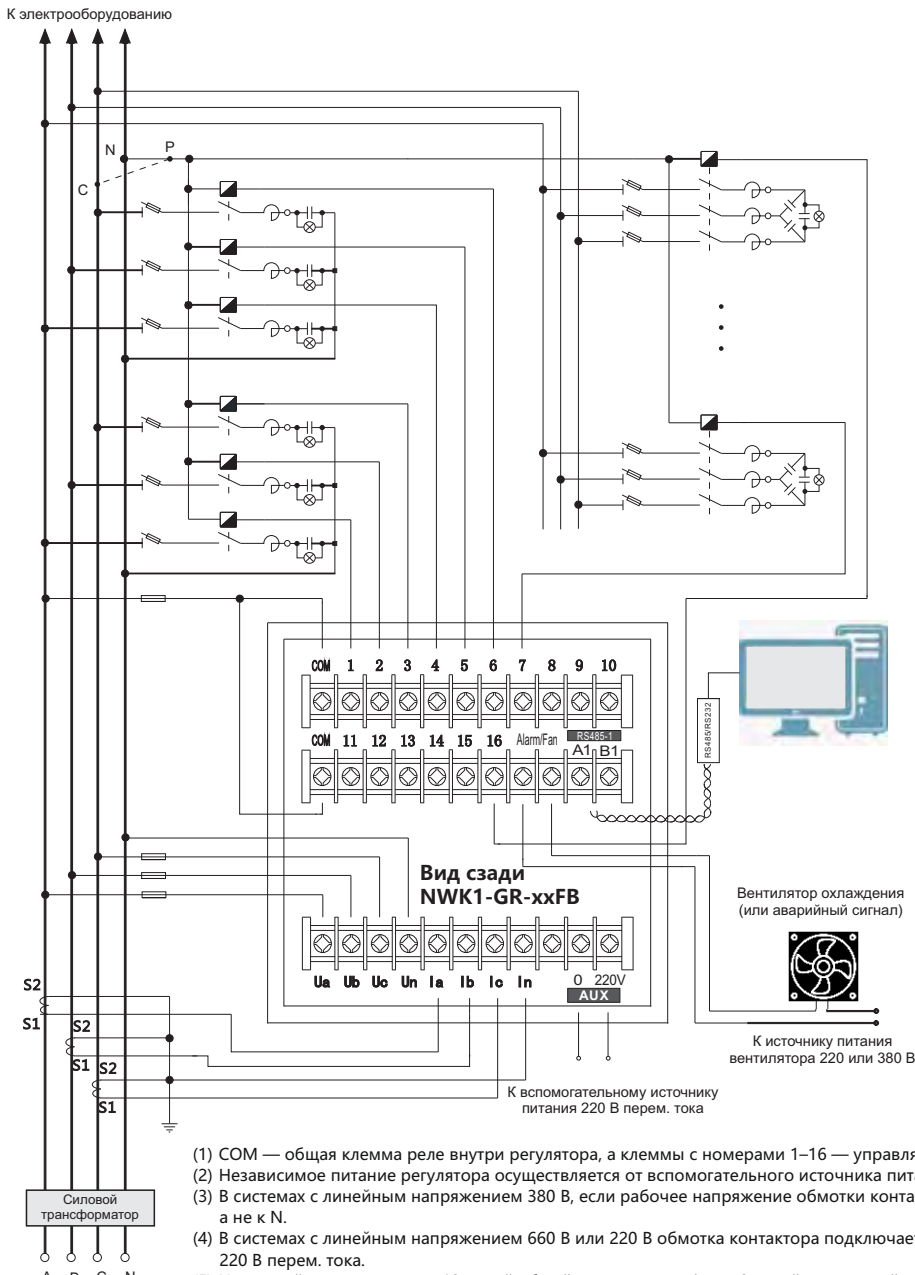 К электрооборудованию
N
P
C
COM 1 2 3 4 5 6 7 8 9 10
RS485-1
COM 11 12 13 14 15 16 Alarm/Fan A1 B1
RS485/RS232
Вид сзади
NWK1-GR-xxFB
Вентилятор охлаждения
(или аварийный сигнал)
Ua Ub Uc Un Ia Ib Ic In 0 220V
AUX
S2
S1
S2
S1
S2
S1
К источнику питания
вентилятора 220 или 380 В
К вспомогательному источнику
питания 220 В перем. тока
(1) COM — общая клемма реле внутри регулятора, а клеммы с номерами 1–16 — управля
(2) Независимое питание регулятора осуществляется от вспомогательного источника пит
(3) В системах с линейным напряжением 380 В, если рабочее напряжение обмотки конта
а не к N.
(4) В системах с линейным напряжением 660 В или 220 В обмотка контактора подключает
220 В перем. тока.
Силовой
трансформатор
A B C N